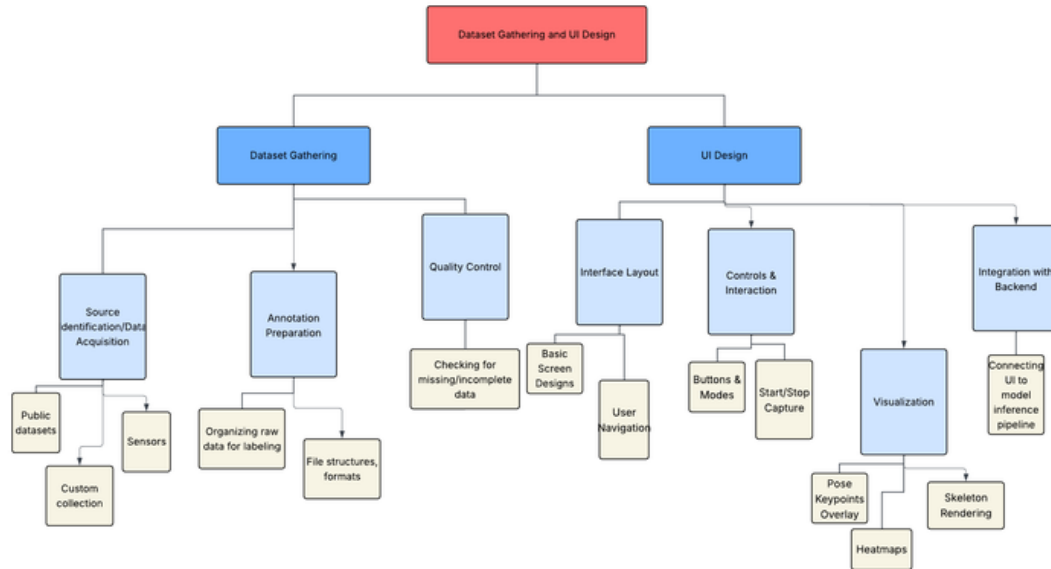 Dataset Gathering and UI Design
Dataset Gathering
UI Design
Source
dentification/Data
Acquisition
Annotation
Preparation
Quality Control
Interface Layout
Controls &
Interaction
Visualization
Integration with
Backend
Public
datasets
Custom
collection
Sensors
Organizing raw
data for labeling
File structures,
formats
Checking for
missing/incomplete
data
Basic
Screen
Designs
User
Navigation
Buttons &
Modes
Start/Stop
Capture
Pose
Keypoints
Overlay
Heatmaps
Skeleton
Rendering
Connecting
UI to
model
inference
pipeline